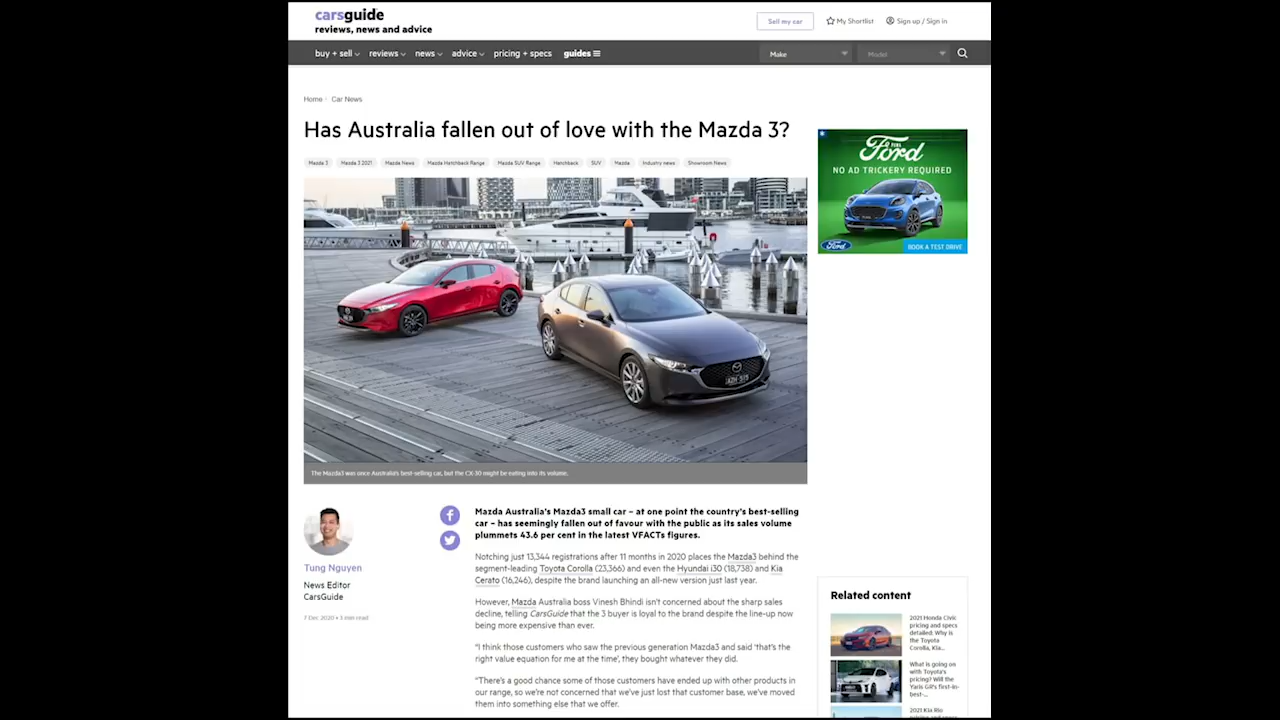 carsguide
reviews, news and advice
Sell my car
My Shortlist
Sign up / Sign in
buy + sell
reviews
news
advice
pricing + specs
guides
Make
Model
Home
Car News
Has Australia fallen out of love with the Mazda 3?
Mazda 3
Mazda 3 2021
Mazda News
Mazda Hatchback Range
Mazda SUV Range
Hatchback
SUV
Mazda
Industry news
Showroom News
Ford
NO AD TRICKERY REQUIRED
Ford
BOOK A TEST DRIVE
The Mazda3 was once Australia's best-selling car, but the CX-30 might be eating into its volume.
Tung Nguyen
News Editor
CarsGuide
7 Dec 2020 • 3 min read
Mazda Australia's Mazda3 small car – at one point the country's best-selling
car – has seemingly fallen out of favour with the public as its sales volume
plummets 43.6 per cent in the latest VFACTs figures.
Notching just 13,344 registrations after 11 months in 2020 places the Mazda3 behind the
segment-leading Toyota Corolla (23,366) and even the Hyundai i30 (18,738) and Kia
Cerato (16,246), despite the brand launching an all-new version just last year.
However, Mazda Australia boss Vinesh Bhindi isn't concerned about the sharp sales
decline, telling CarsGuide that the 3 buyer is loyal to the brand despite the line-up now
being more expensive than ever.
"I think those customers who saw the previous generation Mazda3 and said 'that's the
right value equation for me at the time', they bought whatever they did.
"There's a good chance some of those customers have ended up with other products in
our range, so we're not concerned that we've just lost that customer base, we've moved
them into something else that we offer.
Related content
2021 Honda Civic
pricing and specs
detailed: Why is
the Toyota
Corolla, Kia...
What is going on
with Toyota's
pricing? Will the
Yaris GR's first-in-
best-...
2021 Kia Rio